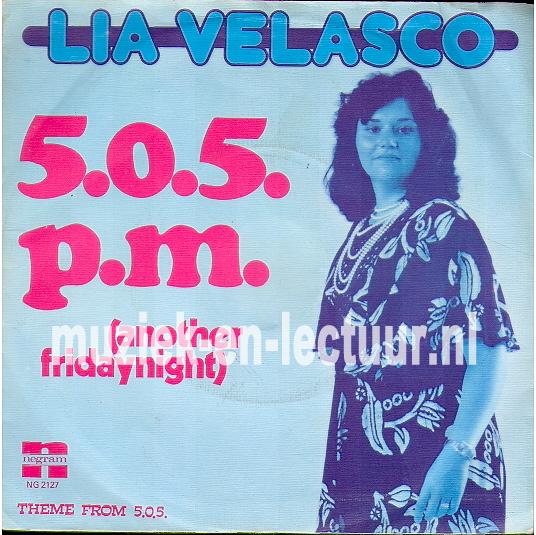 LIA VELASCO
5.0.5.
p.m.
(another
fridaynight)
muziek-en-lectuur.nl
negram
NG 2127
THEME FROM 5.0.5.